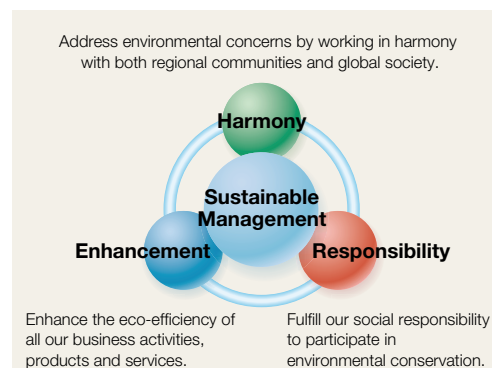 Address environmental concerns by working in harmony
with both regional communities and global society.
Harmony
Sustainable
Management
Enhancement
Responsibility
Enhance the eco-efficiency of
all our business activities,
products and services.
Fulfill our social responsibility
to participate in
environmental conservation.